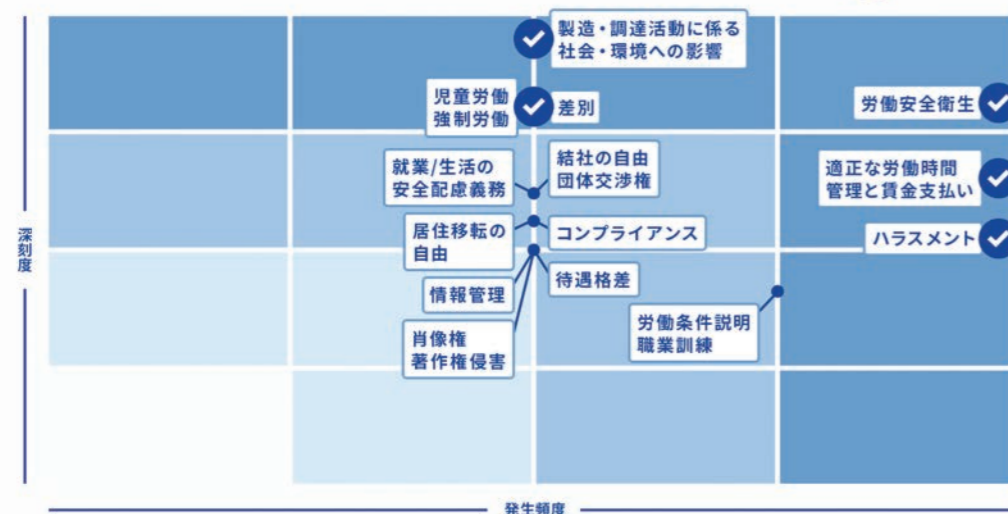 製造・調達活動に係る
社会・環境への影響
児童労働
強制労働
差別
労働安全衛生
就業/生活の
安全配慮義務
結社の自由
団体交渉権
適正な労働時間
管理と賃金支払い
居住移転の
自由
コンプライアンス
ハラスメント
情報管理
待遇格差
肖像権
著作権侵害
労働条件説明
職業訓練
深刻度
発生頻度